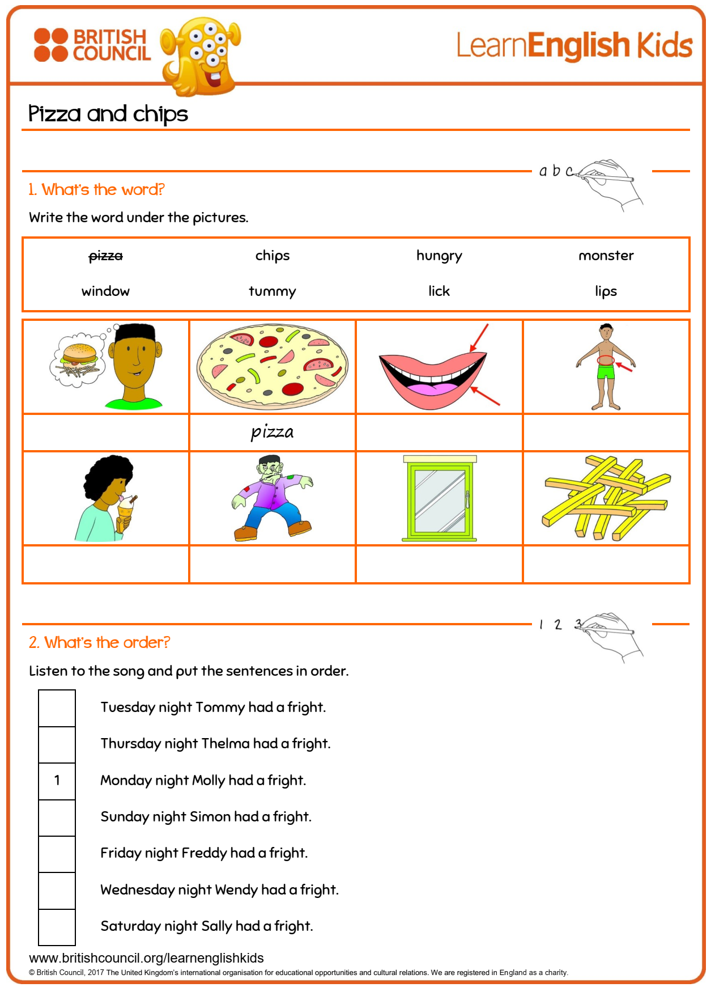 BRITISH
COUNCIL
LearnEnglish Kids
Pizza and chips
a b c
1. What's the word?
Write the word under the pictures.
pizza chips hungry monster
window tummy lick lips
pizza
1 2 3
2. What's the order?
Listen to the song and put the sentences in order.
Tuesday night Tommy had a fright.
Thursday night Thelma had a fright.
1 Monday night Molly had a fright.
Sunday night Simon had a fright.
Friday night Freddy had a fright.
Wednesday night Wendy had a fright.
Saturday night Sally had a fright.
www.britishcouncil.org/learnenglishkids
© British Council, 2017 The United Kingdom's international organisation for educational opportunities and cultural relations. We are registered in England as a charity.